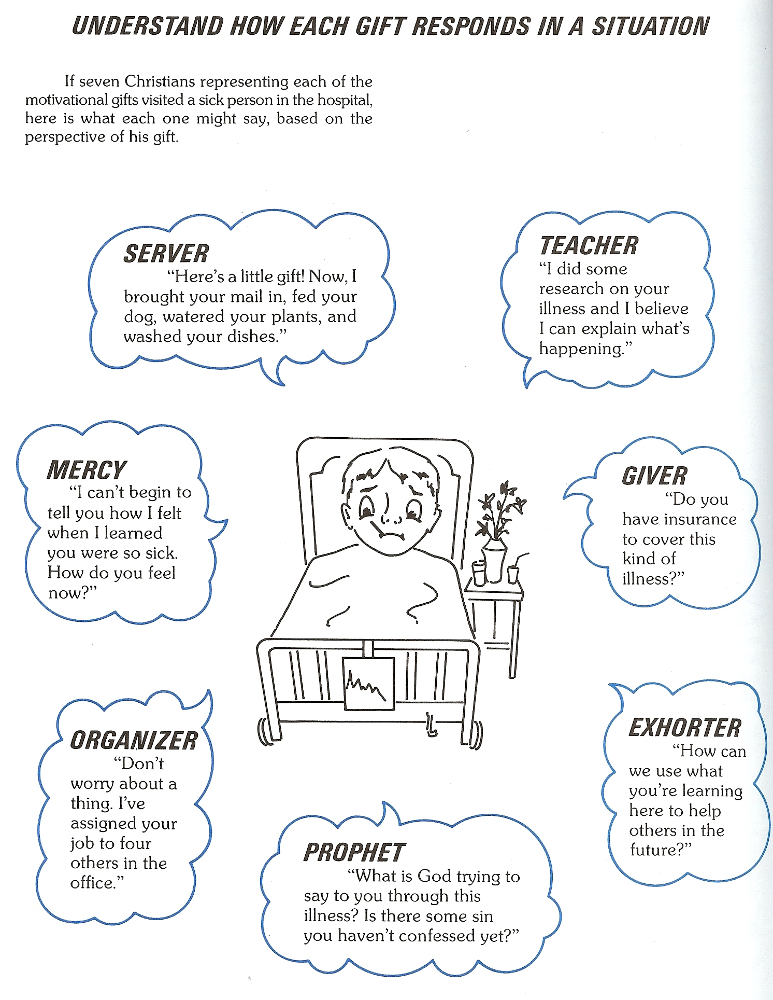 UNDERSTAND HOW EACH GIFT RESPONDS IN A SITUATION
If seven Christians representing each of the
motivational gifts visited a sick person in the hospital,
here is what each one might say, based on the
perspective of his gift.
SERVER
“Here’s a little gift! Now, I
brought your mail in, fed your
dog, watered your plants, and
washed your dishes.”
TEACHER
“I did some
research on your
illness and I believe
I can explain what’s
happening.”
MERCY
“I can’t begin to
tell you how I felt
when I learned
you were so sick.
How do you feel
now?”
GIVER
“Do you
have insurance
to cover this
kind of
illness?”
ORGANIZER
“Don’t
worry about a
thing. I’ve
assigned your
job to four
others in the
office.”
EXHORTER
“How can
we use what
you’re learning
here to help
others in the
future?”
PROPHET
“What is God trying to
say to you through this
illness? Is there some sin
you haven’t confessed yet?”